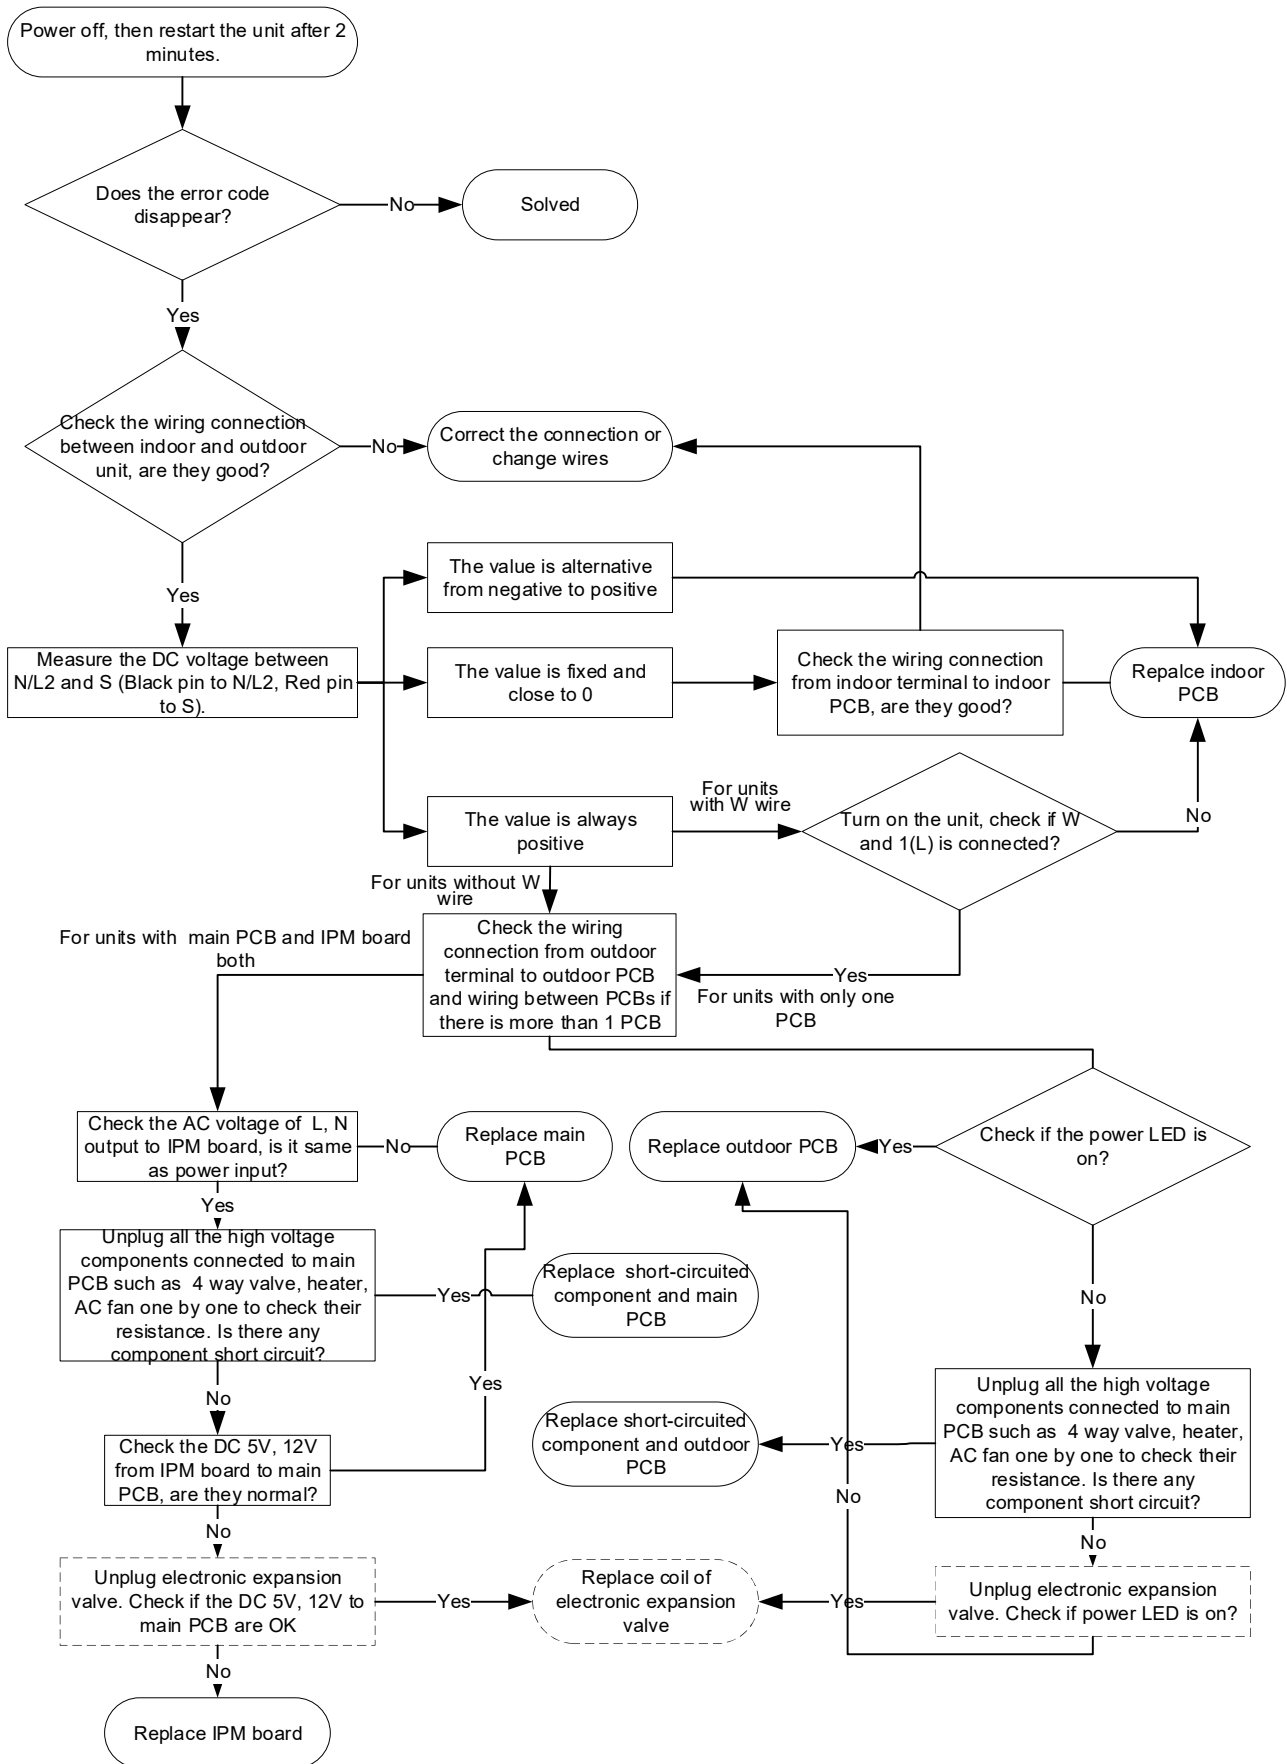 Power off, then restart the unit after 2
minutes.
Does the error code
disappear?
No
Solved
Yes
Check the wiring connection
between indoor and outdoor
unit, are they good?
No
Correct the connection or
change wires
Yes
The value is alternative
from negative to positive
Measure the DC voltage between
N/L2 and S (Black pin to N/L2, Red pin
to S).
The value is fixed and
close to 0
Check the wiring connection
from indoor terminal to indoor
PCB, are they good?
Repalce indoor
PCB
The value is always
positive
For units
with W wire
Turn on the unit, check if W
and 1(L) is connected?
No
For units without W
wire
For units with  main PCB and IPM board
both
Check the wiring
connection from outdoor
terminal to outdoor PCB
and wiring between PCBs if
there is more than 1 PCB
Yes
For units with only one
PCB
Check the AC voltage of  L, N
output to IPM board, is it same
as power input?
No
Replace main
PCB
Replace outdoor PCB
Yes
Check if the power LED is
on?
Yes
Unplug all the high voltage
components connected to main
PCB such as  4 way valve, heater,
AC fan one by one to check their
resistance. Is there any
component short circuit?
Yes
Replace  short-circuited
component and main
PCB
No
No
Yes
Check the DC 5V, 12V
from IPM board to main
PCB, are they normal?
Replace short-circuited
component and outdoor
PCB
Yes
Unplug all the high voltage
components connected to main
PCB such as  4 way valve, heater,
AC fan one by one to check their
resistance. Is there any
component short circuit?
No
No
No
Unplug electronic expansion
valve. Check if the DC 5V, 12V to
main PCB are OK
Yes
Replace coil of
electronic expansion
valve
Yes
Unplug electronic expansion
valve. Check if power LED is on?
No
Replace IPM board